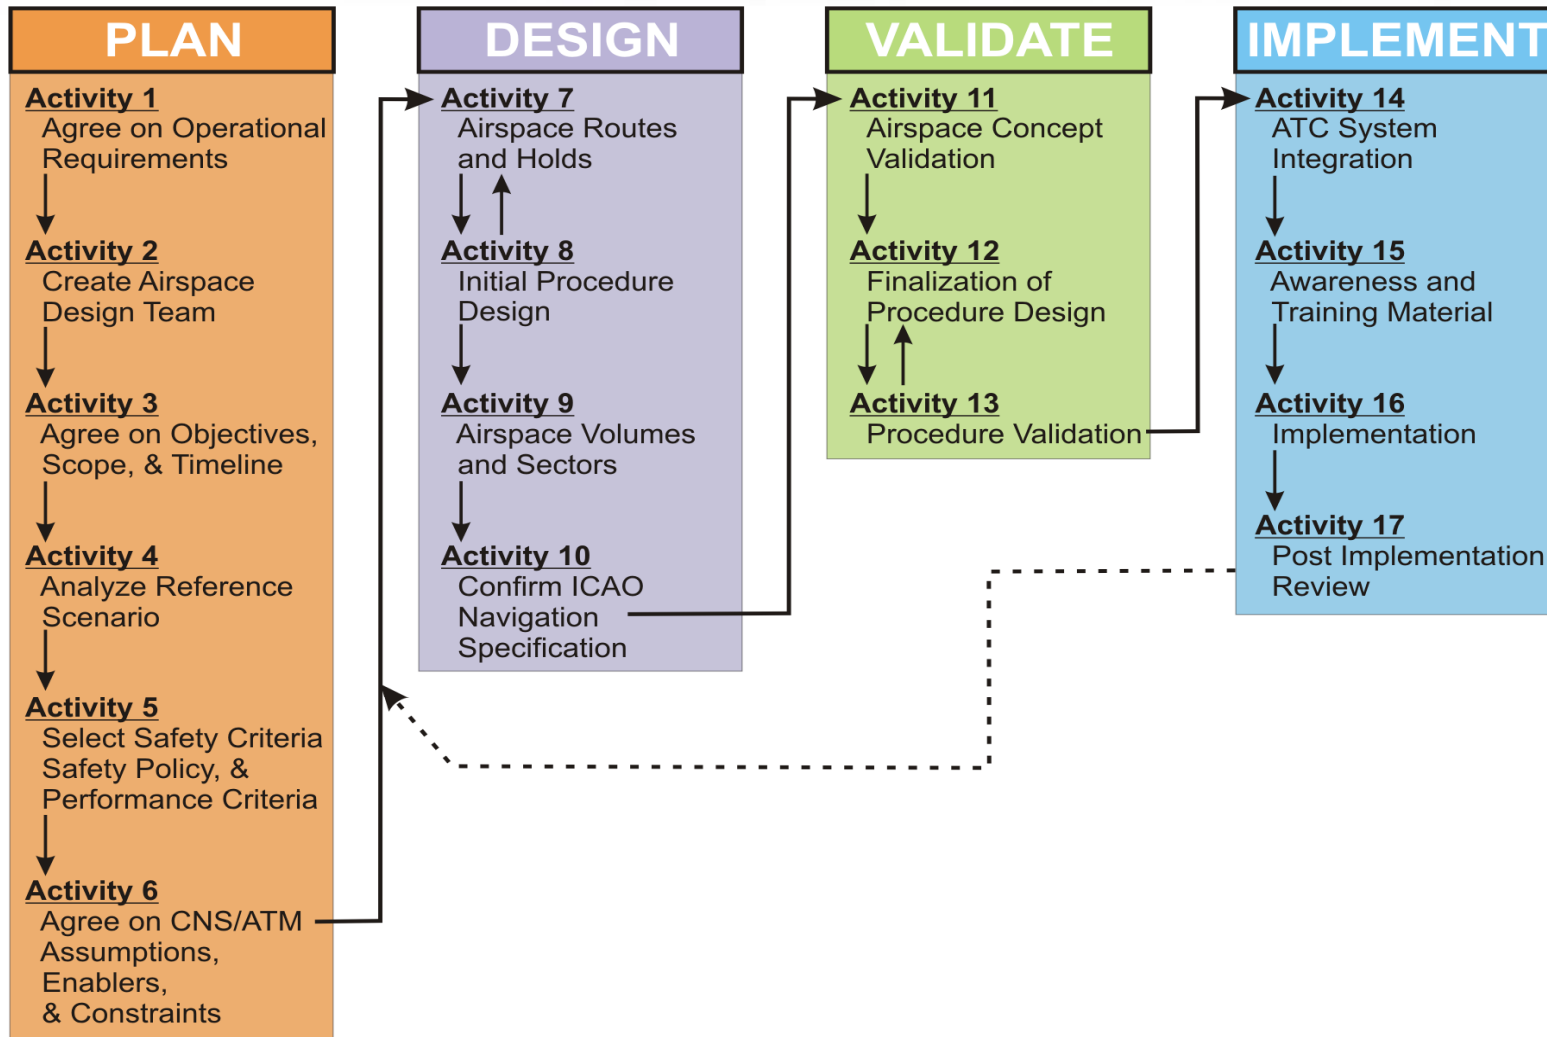 PLAN
Activity 1
Agree on Operational
Requirements
Activity 2
Create Airspace
Design Team
Activity 3
Agree on Objectives,
Scope, & Timeline
Activity 4
Analyze Reference
Scenario
Activity 5
Select Safety Criteria
Safety Policy, &
Performance Criteria
Activity 6
Agree on CNS/ATM
Assumptions,
Enablers,
& Constraints
DESIGN
Activity 7
Airspace Routes
and Holds
Activity 8
Initial Procedure
Design
Activity 9
Airspace Volumes
and Sectors
Activity 10
Confirm ICAO
Navigation
Specification
VALIDATE
Activity 11
Airspace Concept
Validation
Activity 12
Finalization of
Procedure Design
Activity 13
Procedure Validation
IMPLEMENT
Activity 14
ATC System
Integration
Activity 15
Awareness and
Training Material
Activity 16
Implementation
Activity 17
Post Implementation
Review